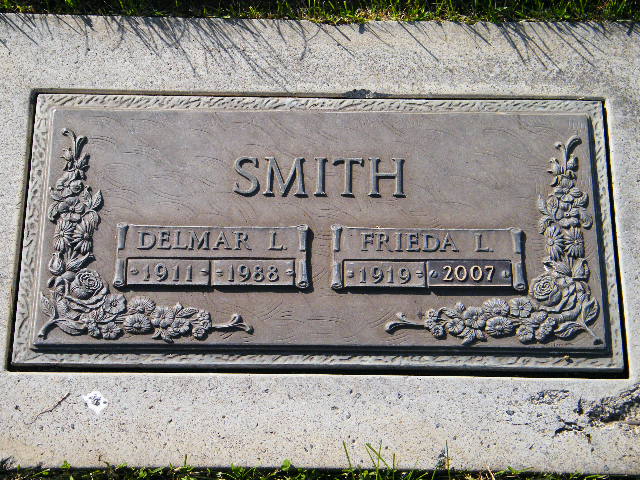 SMITH
DELMAR L. FRIEDA L.
1911 - 1988 1919 - 2007